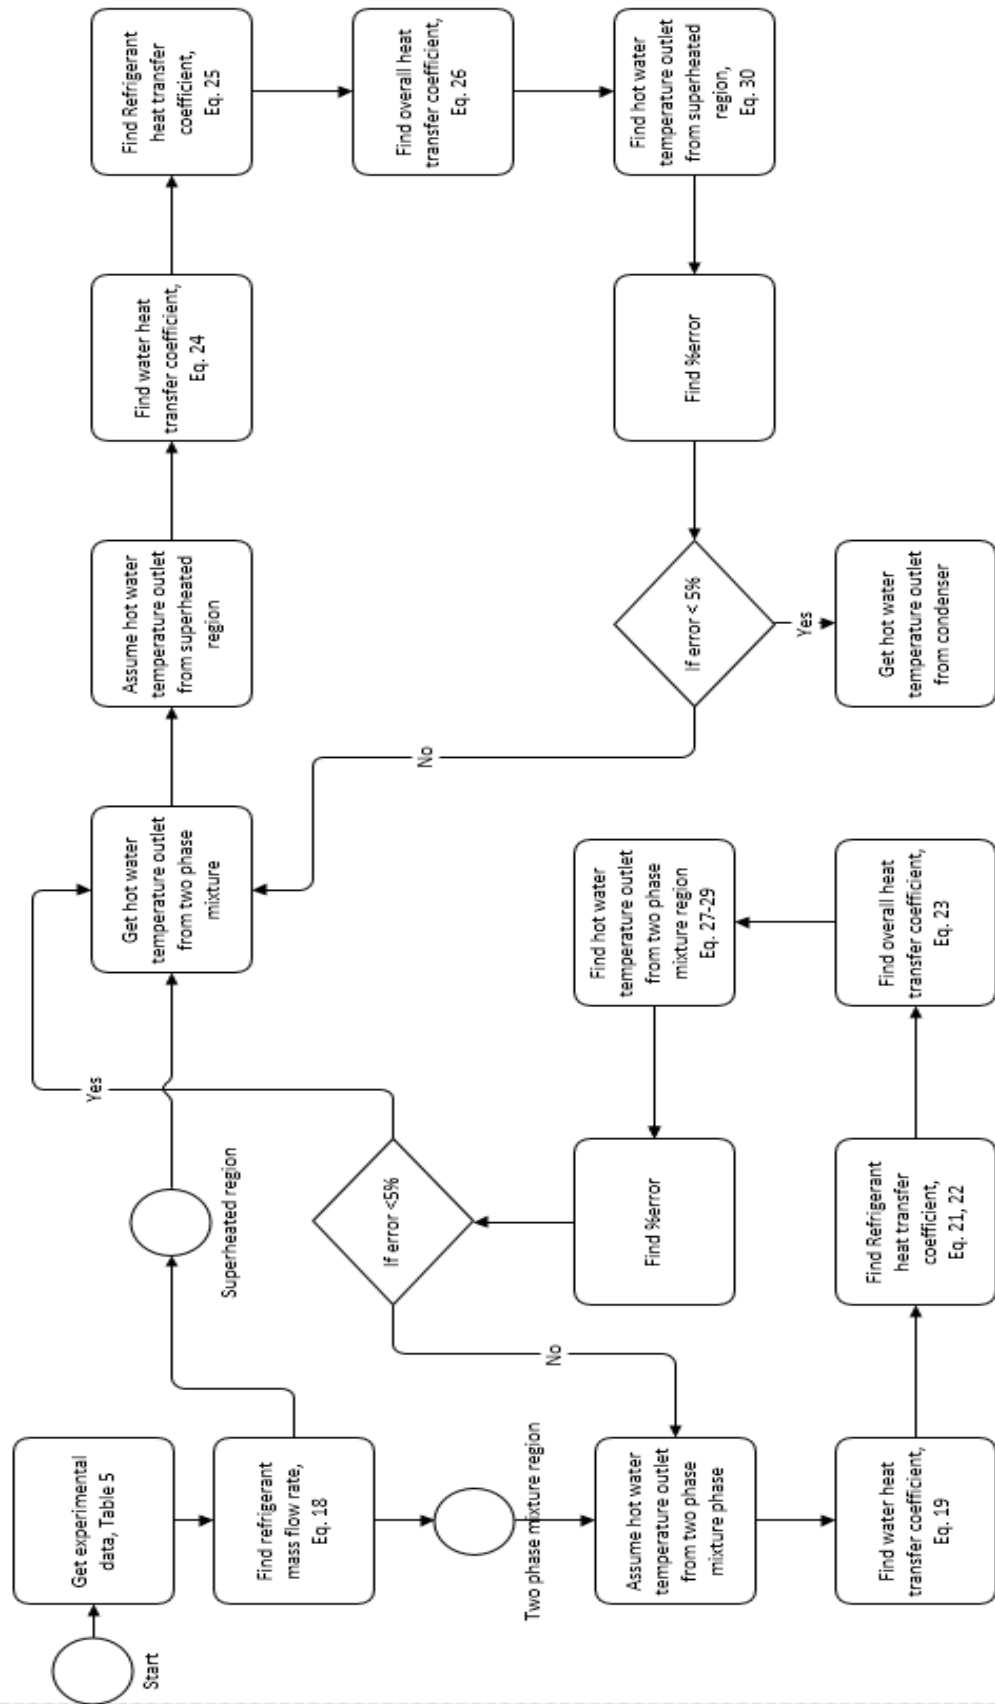 Start
Get experimental
data, Table 5
Find refrigerant
mass flow rate,
Eq. 18
Superheated region
Two phase mixture region
Assume hot water
temperature outlet
from two phase
mixture phase
Find water heat
transfer coefficient,
Eq. 19
Find Refrigerant
heat transfer
coefficient,
Eq. 21, 22
Find overall heat
transfer coefficient,
Eq. 23
Find hot water
temperature outlet
from two phase
mixture region
Eq. 27-29
Find %error
If error <5%
No
Yes
Get hot water
temperature outlet
from two phase
mixture
Assume hot water
temperature outlet
from superheated
region
Find water heat
transfer coefficient,
Eq. 24
Find Refrigerant
heat transfer
coefficient,
Eq. 25
Find overall heat
transfer coefficient,
Eq. 26
Find hot water
temperature outlet
from superheated
region,
Eq. 30
Find %error
If error < 5%
No
Yes
Get hot water
temperature outlet
from condenser